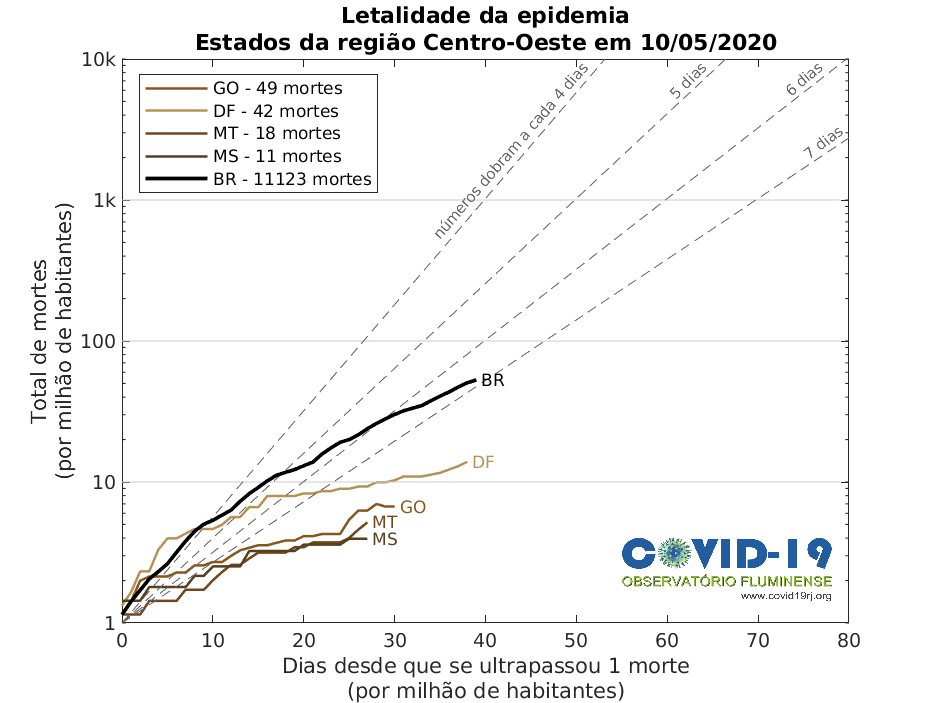 Letalidade da epidemia
Estados da região Centro-Oeste em 10/05/2020
10k
1k
100
10
1
Total de mortes
(por milhão de habitantes)
GO - 49 mortes
DF - 42 mortes
MT - 18 mortes
MS - 11 mortes
BR - 11123 mortes
números dobram a cada 4 dias
5 dias
6 dias
7 dias
BR
DF
GO
MT
MS
COVID-19
OBSERVATÓRIO FLUMINENSE
www.covid19rj.org
0 10 20 30 40 50 60 70 80
Dias desde que se ultrapassou 1 morte
(por milhão de habitantes)